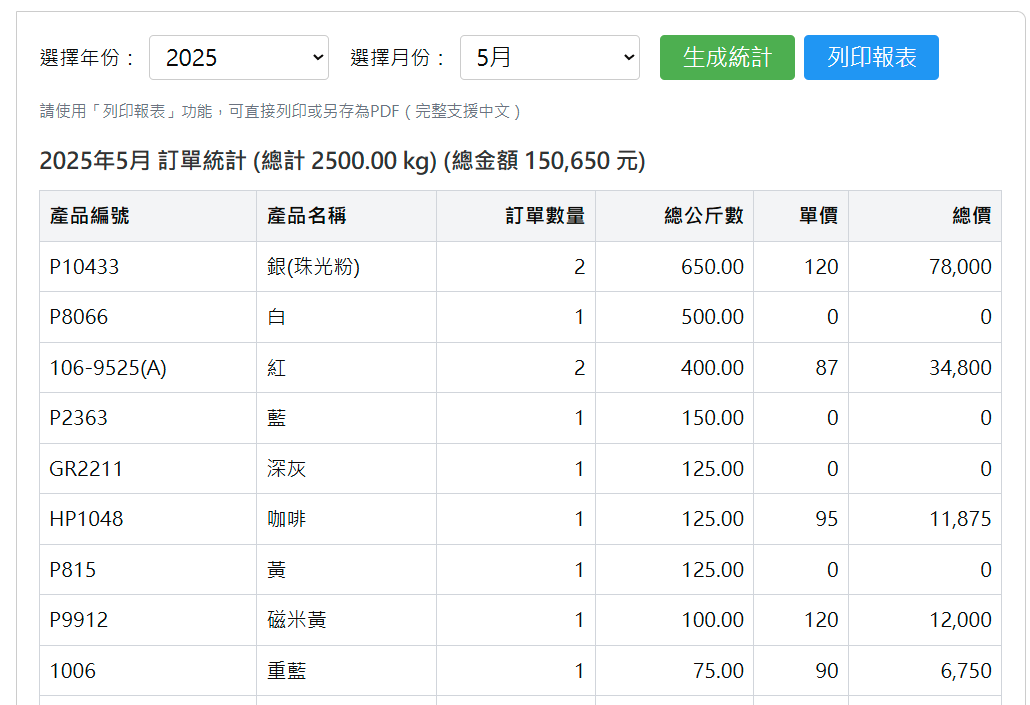 選擇年份： 2025 選擇月份： 5月 生成統計 列印報表
請使用「列印報表」功能，可直接列印或另存為PDF（完整支援中文）
2025年5月 訂單統計 (總計 2500.00 kg) (總金額 150,650 元)
產品編號 產品名稱 訂單數量 總公斤數 單價 總價
P10433 銀(珠光粉) 2 650.00 120 78,000
P8066 白 1 500.00 0 0
106-9525(A) 紅 2 400.00 87 34,800
P2363 藍 1 150.00 0 0
GR2211 深灰 1 125.00 0 0
HP1048 咖啡 1 125.00 95 11,875
P815 黃 1 125.00 0 0
P9912 磁米黃 1 100.00 120 12,000
1006 重藍 1 75.00 90 6,750